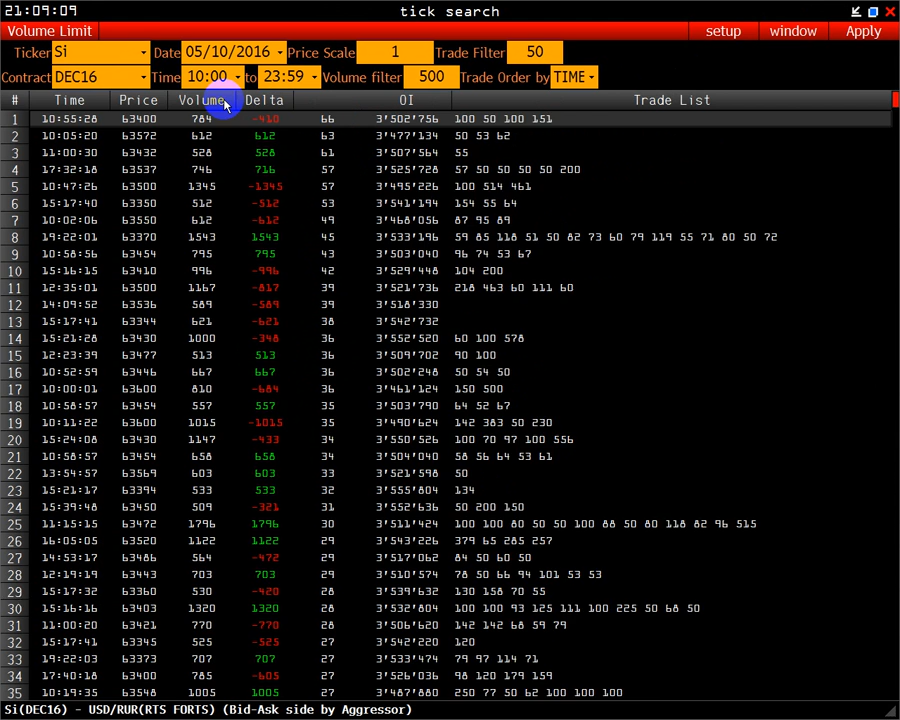 21:09:09 tick search
Volume Limit setup window Apply
Ticker Si Date 05/10/2016 Price Scale 1 Trade Filter 50
Contract DEC16 Time 10:00 to 23:59 Volume filter 500 Trade Order by TIME
# Time Price Volume Delta OI Trade List
1 10:55:28 63400 784 -410 66 3'502'756 100 50 100 151
2 10:05:20 63572 612 612 63 3'477'134 50 53 62
3 11:00:30 63432 528 528 61 3'507'564 55
4 17:32:18 63537 746 716 57 3'525'728 57 50 50 50 50 200
5 10:47:26 63500 1345 -1345 57 3'495'226 100 514 461
6 15:17:40 63350 512 -512 53 3'541'194 154 55 64
7 10:02:06 63550 612 -612 49 3'468'056 87 95 89
8 19:22:01 63370 1543 1543 45 3'533'196 59 85 118 51 50 82 73 60 79 119 55 71 80 50 72
9 10:58:56 63454 795 795 43 3'503'040 96 74 53 67
10 15:16:15 63410 996 -996 42 3'529'448 104 200
11 12:35:01 63500 1167 -817 39 3'521'736 218 463 60 111 60
12 14:09:52 63536 589 -589 39 3'518'330
13 15:17:41 63344 621 -621 38 3'542'732
14 15:21:28 63430 1000 -348 36 3'552'520 60 100 578
15 12:23:39 63477 513 513 36 3'509'702 90 100
16 10:52:59 63446 667 667 36 3'502'248 50 54 50
17 10:00:01 63600 810 -684 36 3'461'124 150 500
18 10:58:57 63454 557 557 35 3'503'790 64 52 67
19 10:11:22 63600 1015 -1015 35 3'490'624 142 383 50 230
20 15:24:08 63430 1147 -433 34 3'550'526 100 70 97 100 556
21 10:58:57 63454 658 658 34 3'504'040 58 56 64 53 61
22 13:54:57 63569 603 603 33 3'521'598 50
23 15:21:17 63394 533 533 32 3'555'804 134
24 15:39:48 63450 509 -321 31 3'552'636 50 200 150
25 11:15:15 63472 1796 1796 30 3'511'424 100 100 80 50 50 100 88 50 80 118 82 96 515
26 16:05:05 63520 1122 1122 29 3'543'226 379 65 285 257
27 14:53:17 63486 564 -472 29 3'517'062 84 50 60 50
28 12:19:19 63443 703 703 29 3'510'574 78 50 66 94 101 53 53
29 15:17:32 63360 530 -420 28 3'539'632 130 158 70 55
30 15:16:16 63403 1320 1320 28 3'532'804 100 100 93 125 111 100 225 50 68 50
31 11:00:20 63421 770 -770 28 3'506'620 142 142 68 59 79
32 15:17:41 63345 525 -525 27 3'542'220 120
33 19:22:03 63373 707 707 27 3'533'474 79 97 114 71
34 17:40:18 63400 785 -605 27 3'526'036 98 120 179 159
35 10:19:35 63548 1005 1005 27 3'487'880 250 77 50 62 100 100 100
Si(DEC16) - USD/RUR(RTS FORTS) (Bid-Ask side by Aggressor)